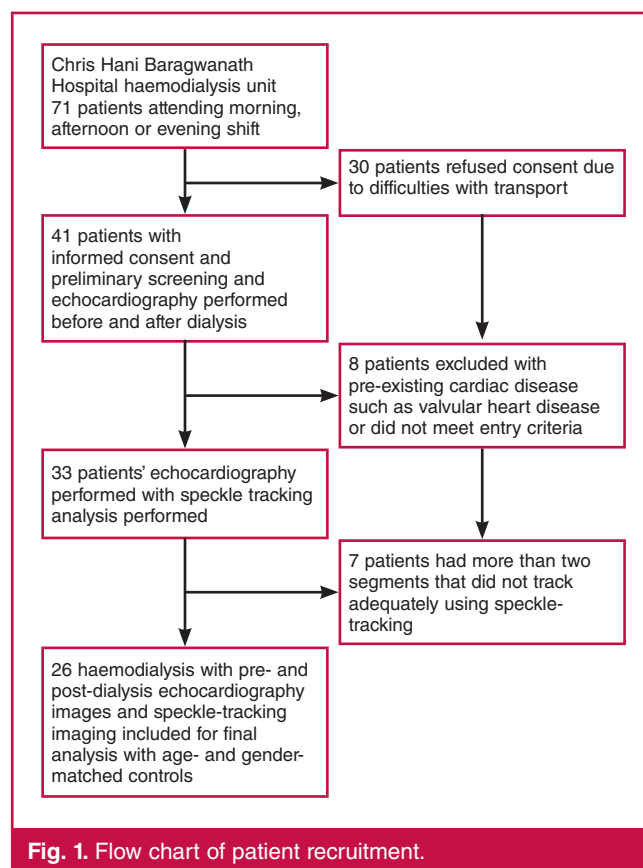 Chris Hani Baragwanath
Hospital haemodialysis unit
71 patients attending morning,
afternoon or evening shift
30 patients refused consent due
to difficulties with transport
41 patients with
informed consent and
preliminary screening and
echocardiography performed
before and after dialysis
8 patients excluded with
pre-existing cardiac disease
such as valvular heart disease
or did not meet entry criteria
33 patients' echocardiography
performed with speckle tracking
analysis performed
7 patients had more than two
segments that did not track
adequately using speckle-
tracking
26 haemodialysis with pre- and
post-dialysis echocardiography
images and speckle-tracking
imaging included for final
analysis with age- and gender-
matched controls
Fig. 1. Flow chart of patient recruitment.